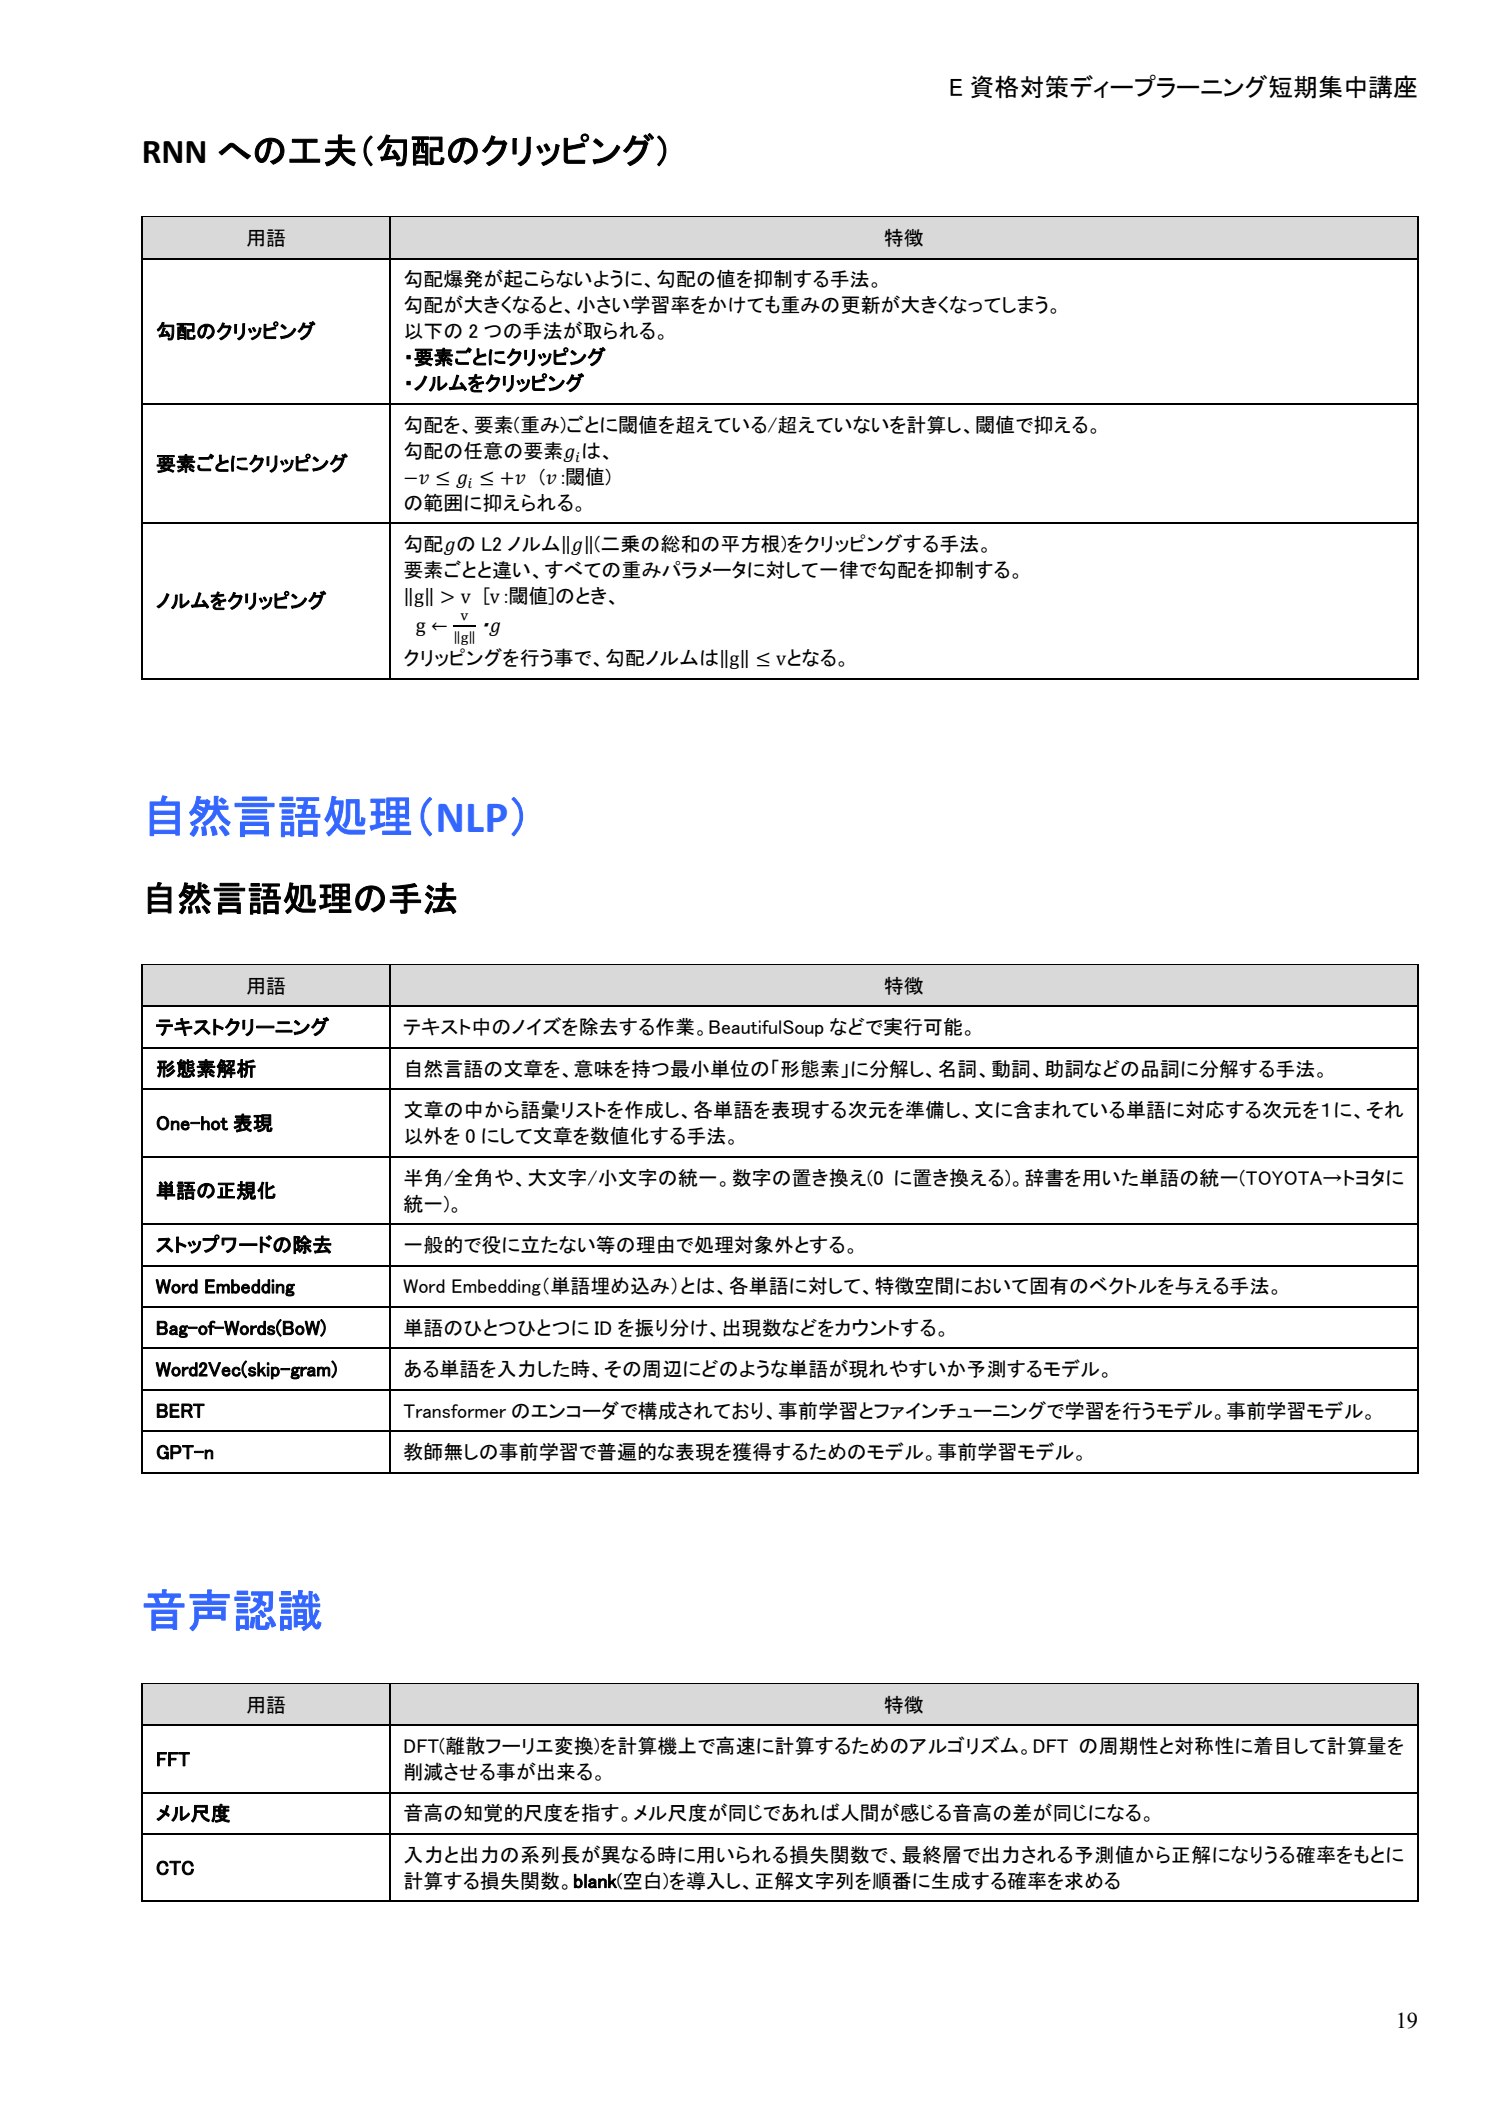 E 資格対策ディープラーニング短期集中講座
RNN への工夫(勾配のクリッピング)
用語 特徴
勾配のクリッピング
勾配爆発が起こらないように、勾配の値を抑制する手法。
勾配が大きくなると、小さい学習率をかけても重みの更新が大きくなってしまう。
以下の 2 つの手法が取られる。
・要素ごとにクリッピング
・ノルムをクリッピング
要素ごとにクリッピング
勾配を、要素(重み)ごとに閾値を超えている/超えていないを計算し、閾値で抑える。
勾配の任意の要素gᵢは、
−v ≤ gᵢ ≤ +v (v:閾値)
の範囲に抑えられる。
ノルムをクリッピング
勾配gの L2 ノルム‖g‖(二乗の総和の平方根)をクリッピングする手法。
要素ごとと違い、すべての重みパラメータに対して一律で勾配を抑制する。
‖g‖ > v [v:閾値]のとき、
g ← v/‖g‖ ・g
クリッピングを行う事で、勾配ノルムは‖g‖ ≤ vとなる。
自然言語処理(NLP)
自然言語処理の手法
用語 特徴
テキストクリーニング テキスト中のノイズを除去する作業。BeautifulSoup などで実行可能。
形態素解析 自然言語の文章を、意味を持つ最小単位の「形態素」に分解し、名詞、動詞、助詞などの品詞に分解する手法。
One-hot 表現
文章の中から語彙リストを作成し、各単語を表現する次元を準備し、文に含まれている単語に対応する次元を1に、それ
以外を 0 にして文章を数値化する手法。
単語の正規化
半角/全角や、大文字/小文字の統一。数字の置き換え(0 に置き換える)。辞書を用いた単語の統一(TOYOTA→トヨタに
統一)。
ストップワードの除去 一般的で役に立たない等の理由で処理対象外とする。
Word Embedding Word Embedding(単語埋め込み)とは、各単語に対して、特徴空間において固有のベクトルを与える手法。
Bag-of-Words(BoW) 単語のひとつひとつに ID を振り分け、出現数などをカウントする。
Word2Vec(skip-gram) ある単語を入力した時、その周辺にどのような単語が現れやすいか予測するモデル。
BERT Transformer のエンコーダで構成されており、事前学習とファインチューニングで学習を行うモデル。事前学習モデル。
GPT-n 教師無しの事前学習で普遍的な表現を獲得するためのモデル。事前学習モデル。
音声認識
用語 特徴
FFT
DFT(離散フーリエ変換)を計算機上で高速に計算するためのアルゴリズム。DFT の周期性と対称性に着目して計算量を
削減させる事が出来る。
メル尺度 音高の知覚的尺度を指す。メル尺度が同じであれば人間が感じる音高の差が同じになる。
CTC
入力と出力の系列長が異なる時に用いられる損失関数で、最終層で出力される予測値から正解になりうる確率をもとに
計算する損失関数。blank(空白)を導入し、正解文字列を順番に生成する確率を求める
19